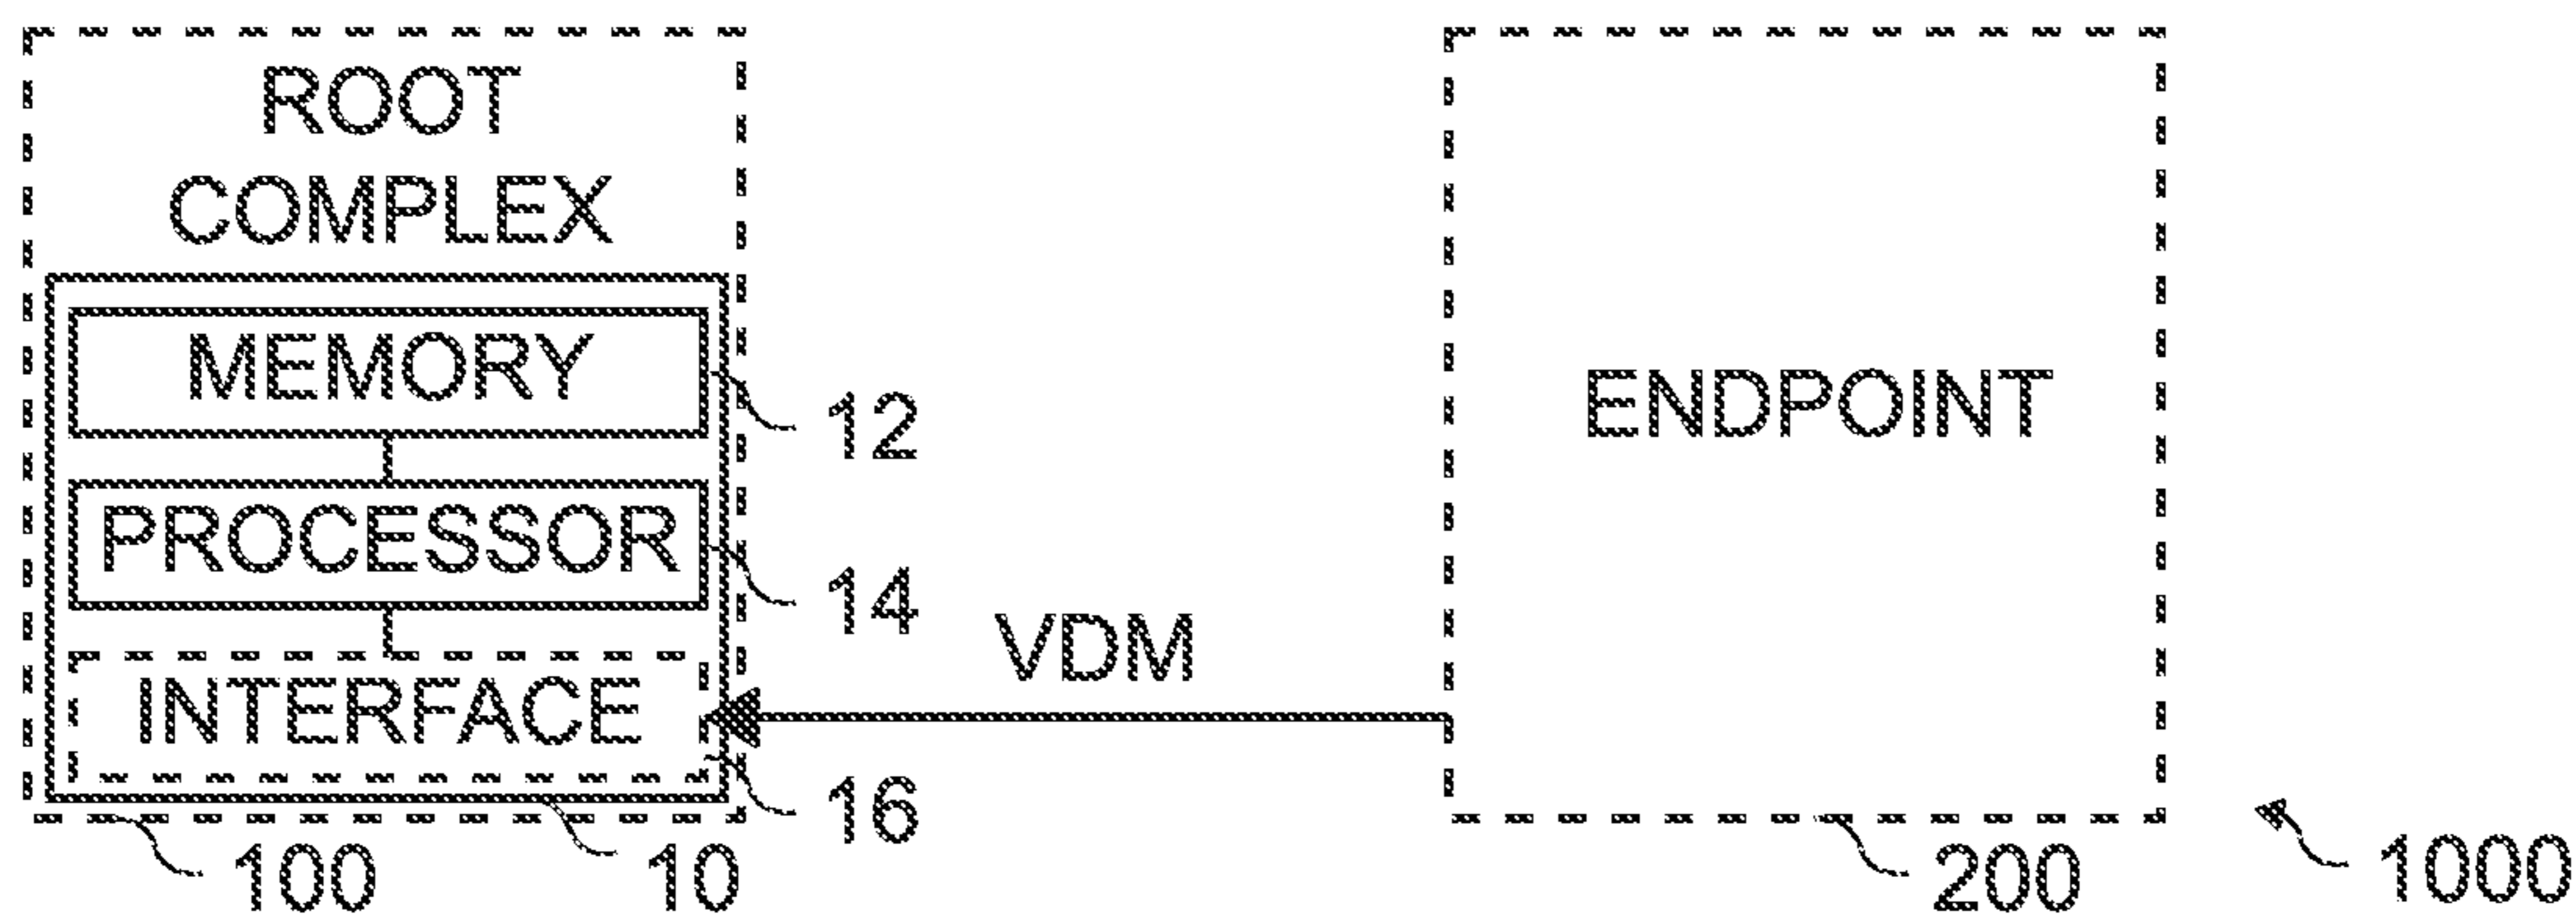 ROOT
COMPLEX
MEMORY
12
ENDPOINT
PROCESSOR
14
VDM
INTERFACE
16
100
10
200
1000